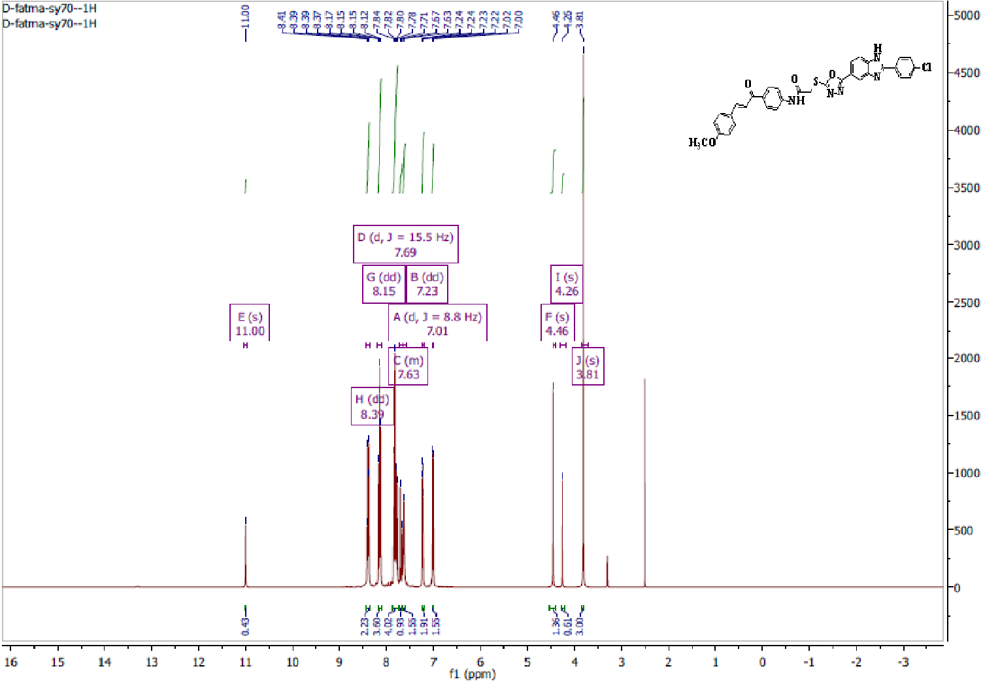 D-fatma-sy70--1H
D-fatma-sy70--1H
11.00
8.41
8.39
8.39
8.37
8.17
8.15
8.15
8.12
7.84
7.82
7.80
7.78
7.71
7.67
7.63
7.24
7.24
7.23
7.22
7.02
7.00
4.46
4.26
3.81
5000
4500
4000
3500
3000
2500
2000
1500
1000
500
0
H
N
N
Cl
O
N-N
S
O
NH
O
H3CO
D (d, J = 15.5 Hz)
7.69
G (dd)
8.15
B (dd)
7.23
I (s)
4.26
E (s)
11.00
A (d, J = 8.8 Hz)
7.01
F (s)
4.46
C (m)
7.63
J (s)
3.81
H (dd)
8.39
0.43
2.23
3.60
4.02
0.93
1.55
1.91
1.55
1.36
0.61
3.00
16 15 14 13 12 11 10 9 8 7 6 5 4 3 2 1 0 -1 -2 -3
f1 (ppm)